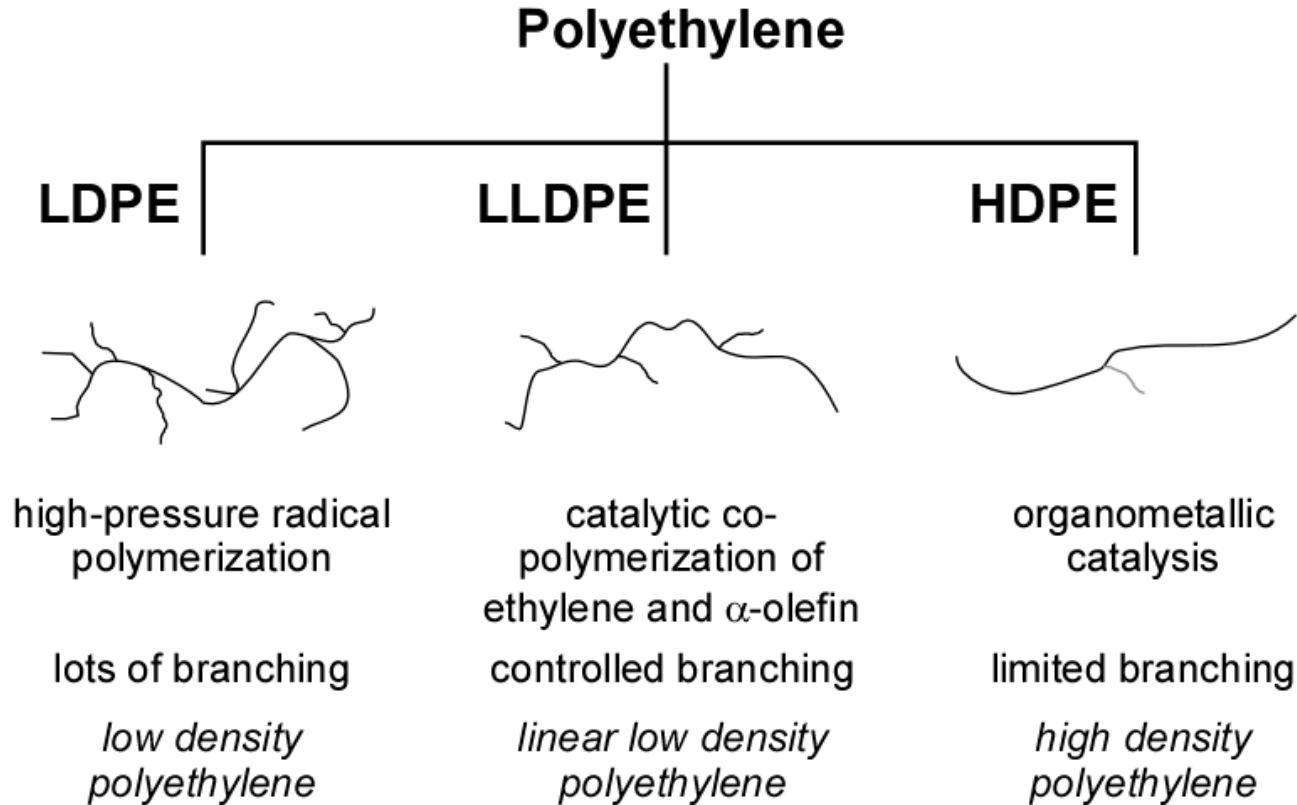 Polyethylene
LDPE
LLDPE
HDPE
high-pressure radical
polymerization
catalytic co-
polymerization of
ethylene and α-olefin
organometallic
catalysis
lots of branching
controlled branching
limited branching
low density
polyethylene
linear low density
polyethylene
high density
polyethylene